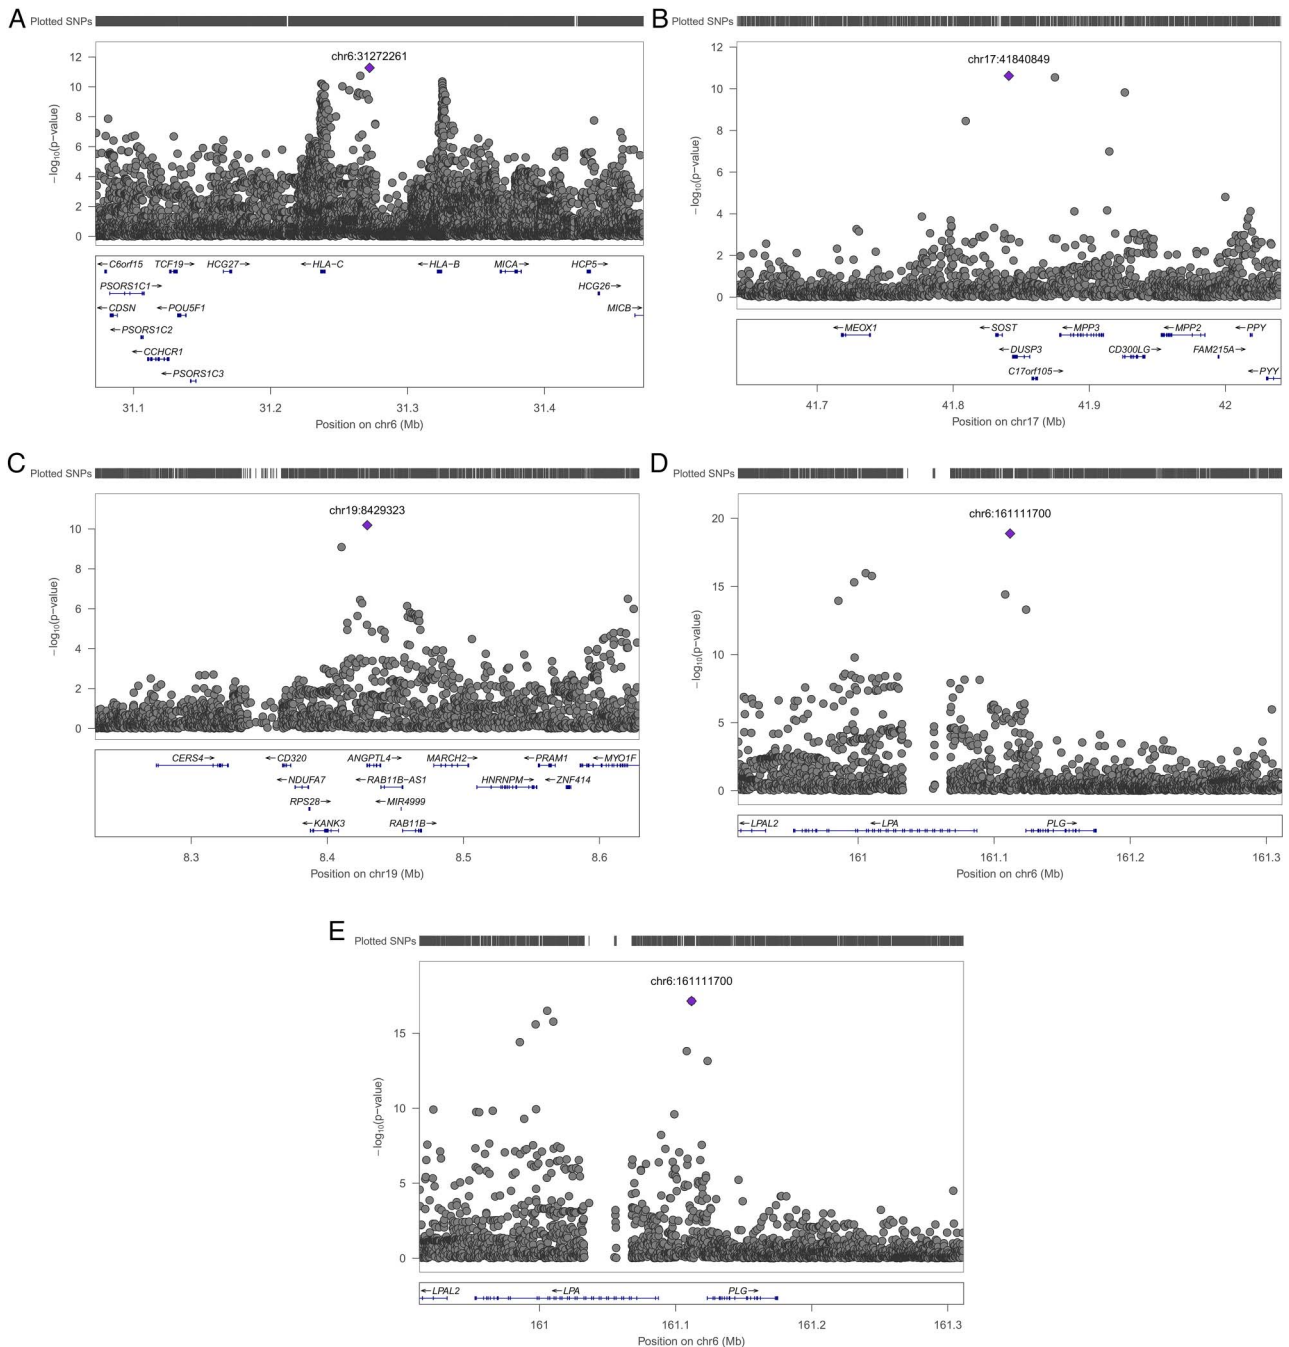 A
Plotted SNPs
chr6:31272261
12
10
8
6
4
2
0
−log10(p−value)
←C6orf15 TCF19→ HCG27→ ←HLA−C ←HLA−B MICA→ HCP5→
PSORS1C1→ HCG26→
←CDSN ←POU5F1 MICB→
←PSORS1C2
←CCHCR1
←PSORS1C3
31.1 31.2 31.3 31.4
Position on chr6 (Mb)
B
Plotted SNPs
chr17:41840849
12
10
8
6
4
2
0
−log10(p−value)
←MEOX1 ←SOST ←MPP3 ←MPP2 ←PPY
←DUSP3 CD300LG→ FAM215A→
C17orf105→ ←PYY
41.7 41.8 41.9 42
Position on chr17 (Mb)
C
Plotted SNPs
chr19:8429323
10
8
6
4
2
0
−log10(p−value)
CERS4→ ←CD320 ANGPTL4→ MARCH2→ ←PRAM1 ←MYO1F
←NDUFA7 ←RAB11B−AS1 HNRNPM→ ←ZNF414
RPS28→ ←MIR4999
←KANK3 RAB11B→
8.3 8.4 8.5 8.6
Position on chr19 (Mb)
D
Plotted SNPs
chr6:161111700
20
15
10
5
0
−log10(p−value)
←LPAL2 ←LPA PLG→
161 161.1 161.2 161.3
Position on chr6 (Mb)
E
Plotted SNPs
chr6:161111700
15
10
5
0
−log10(p−value)
←LPAL2 ←LPA PLG→
161 161.1 161.2 161.3
Position on chr6 (Mb)